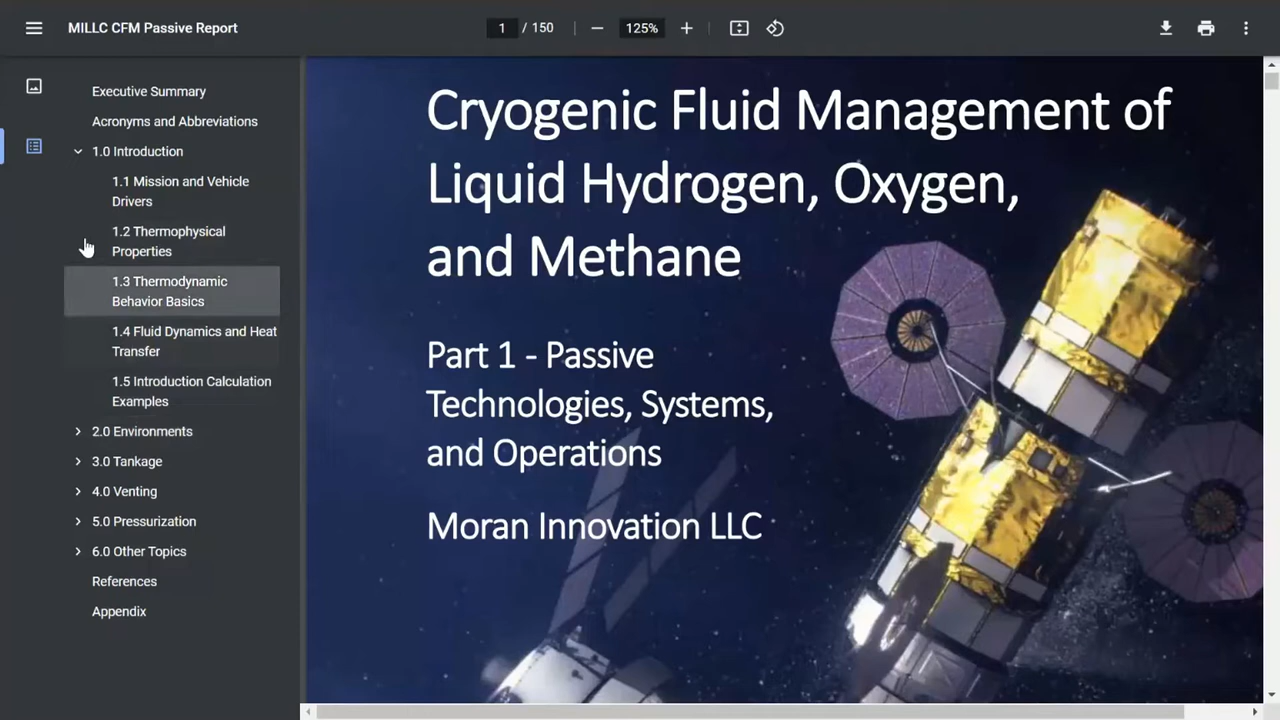 MILLC CFM Passive Report
1 / 150
125%
Executive Summary
Acronyms and Abbreviations
1.0 Introduction
1.1 Mission and Vehicle
Drivers
1.2 Thermophysical
Properties
1.3 Thermodynamic
Behavior Basics
1.4 Fluid Dynamics and Heat
Transfer
1.5 Introduction Calculation
Examples
2.0 Environments
3.0 Tankage
4.0 Venting
5.0 Pressurization
6.0 Other Topics
References
Appendix
Cryogenic Fluid Management of
Liquid Hydrogen, Oxygen,
and Methane
Part 1 - Passive
Technologies, Systems,
and Operations
Moran Innovation LLC